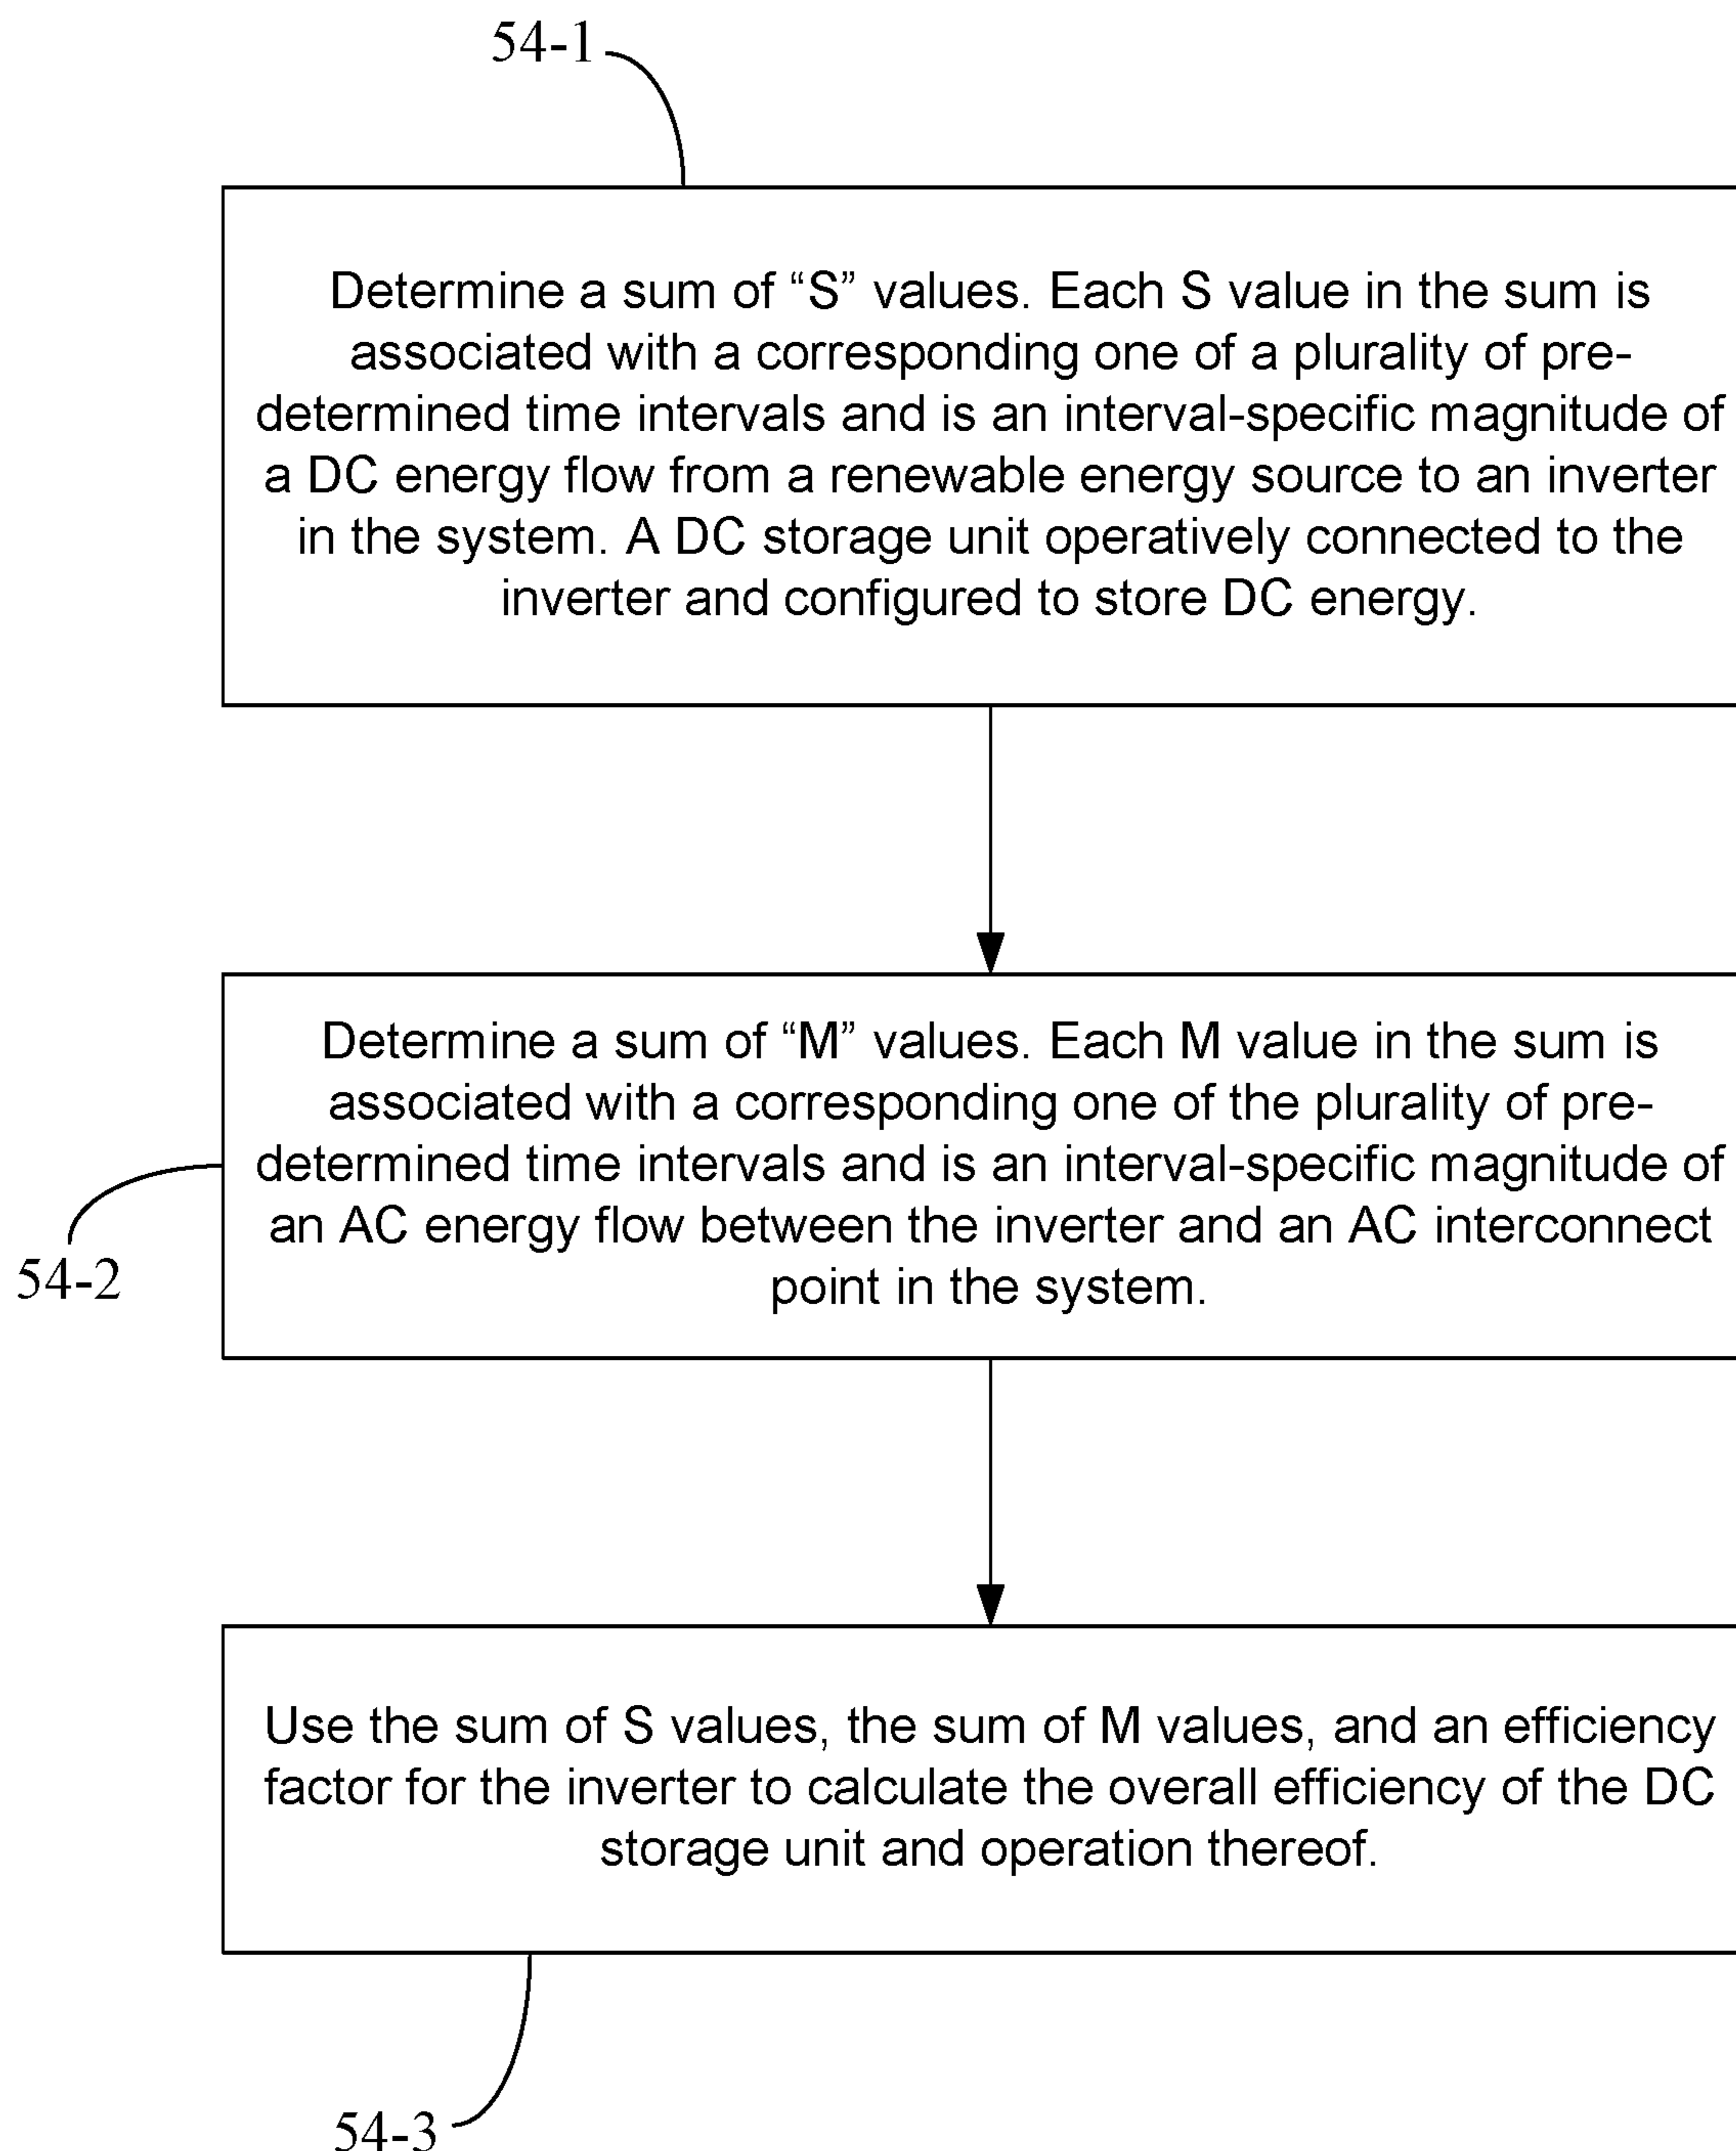 54-1
Determine a sum of “S” values. Each S value in the sum is
associated with a corresponding one of a plurality of pre-
determined time intervals and is an interval-specific magnitude of
a DC energy flow from a renewable energy source to an inverter
in the system. A DC storage unit operatively connected to the
inverter and configured to store DC energy.
Determine a sum of “M” values. Each M value in the sum is
associated with a corresponding one of the plurality of pre-
determined time intervals and is an interval-specific magnitude of
an AC energy flow between the inverter and an AC interconnect
point in the system.
54-2
Use the sum of S values, the sum of M values, and an efficiency
factor for the inverter to calculate the overall efficiency of the DC
storage unit and operation thereof.
54-3